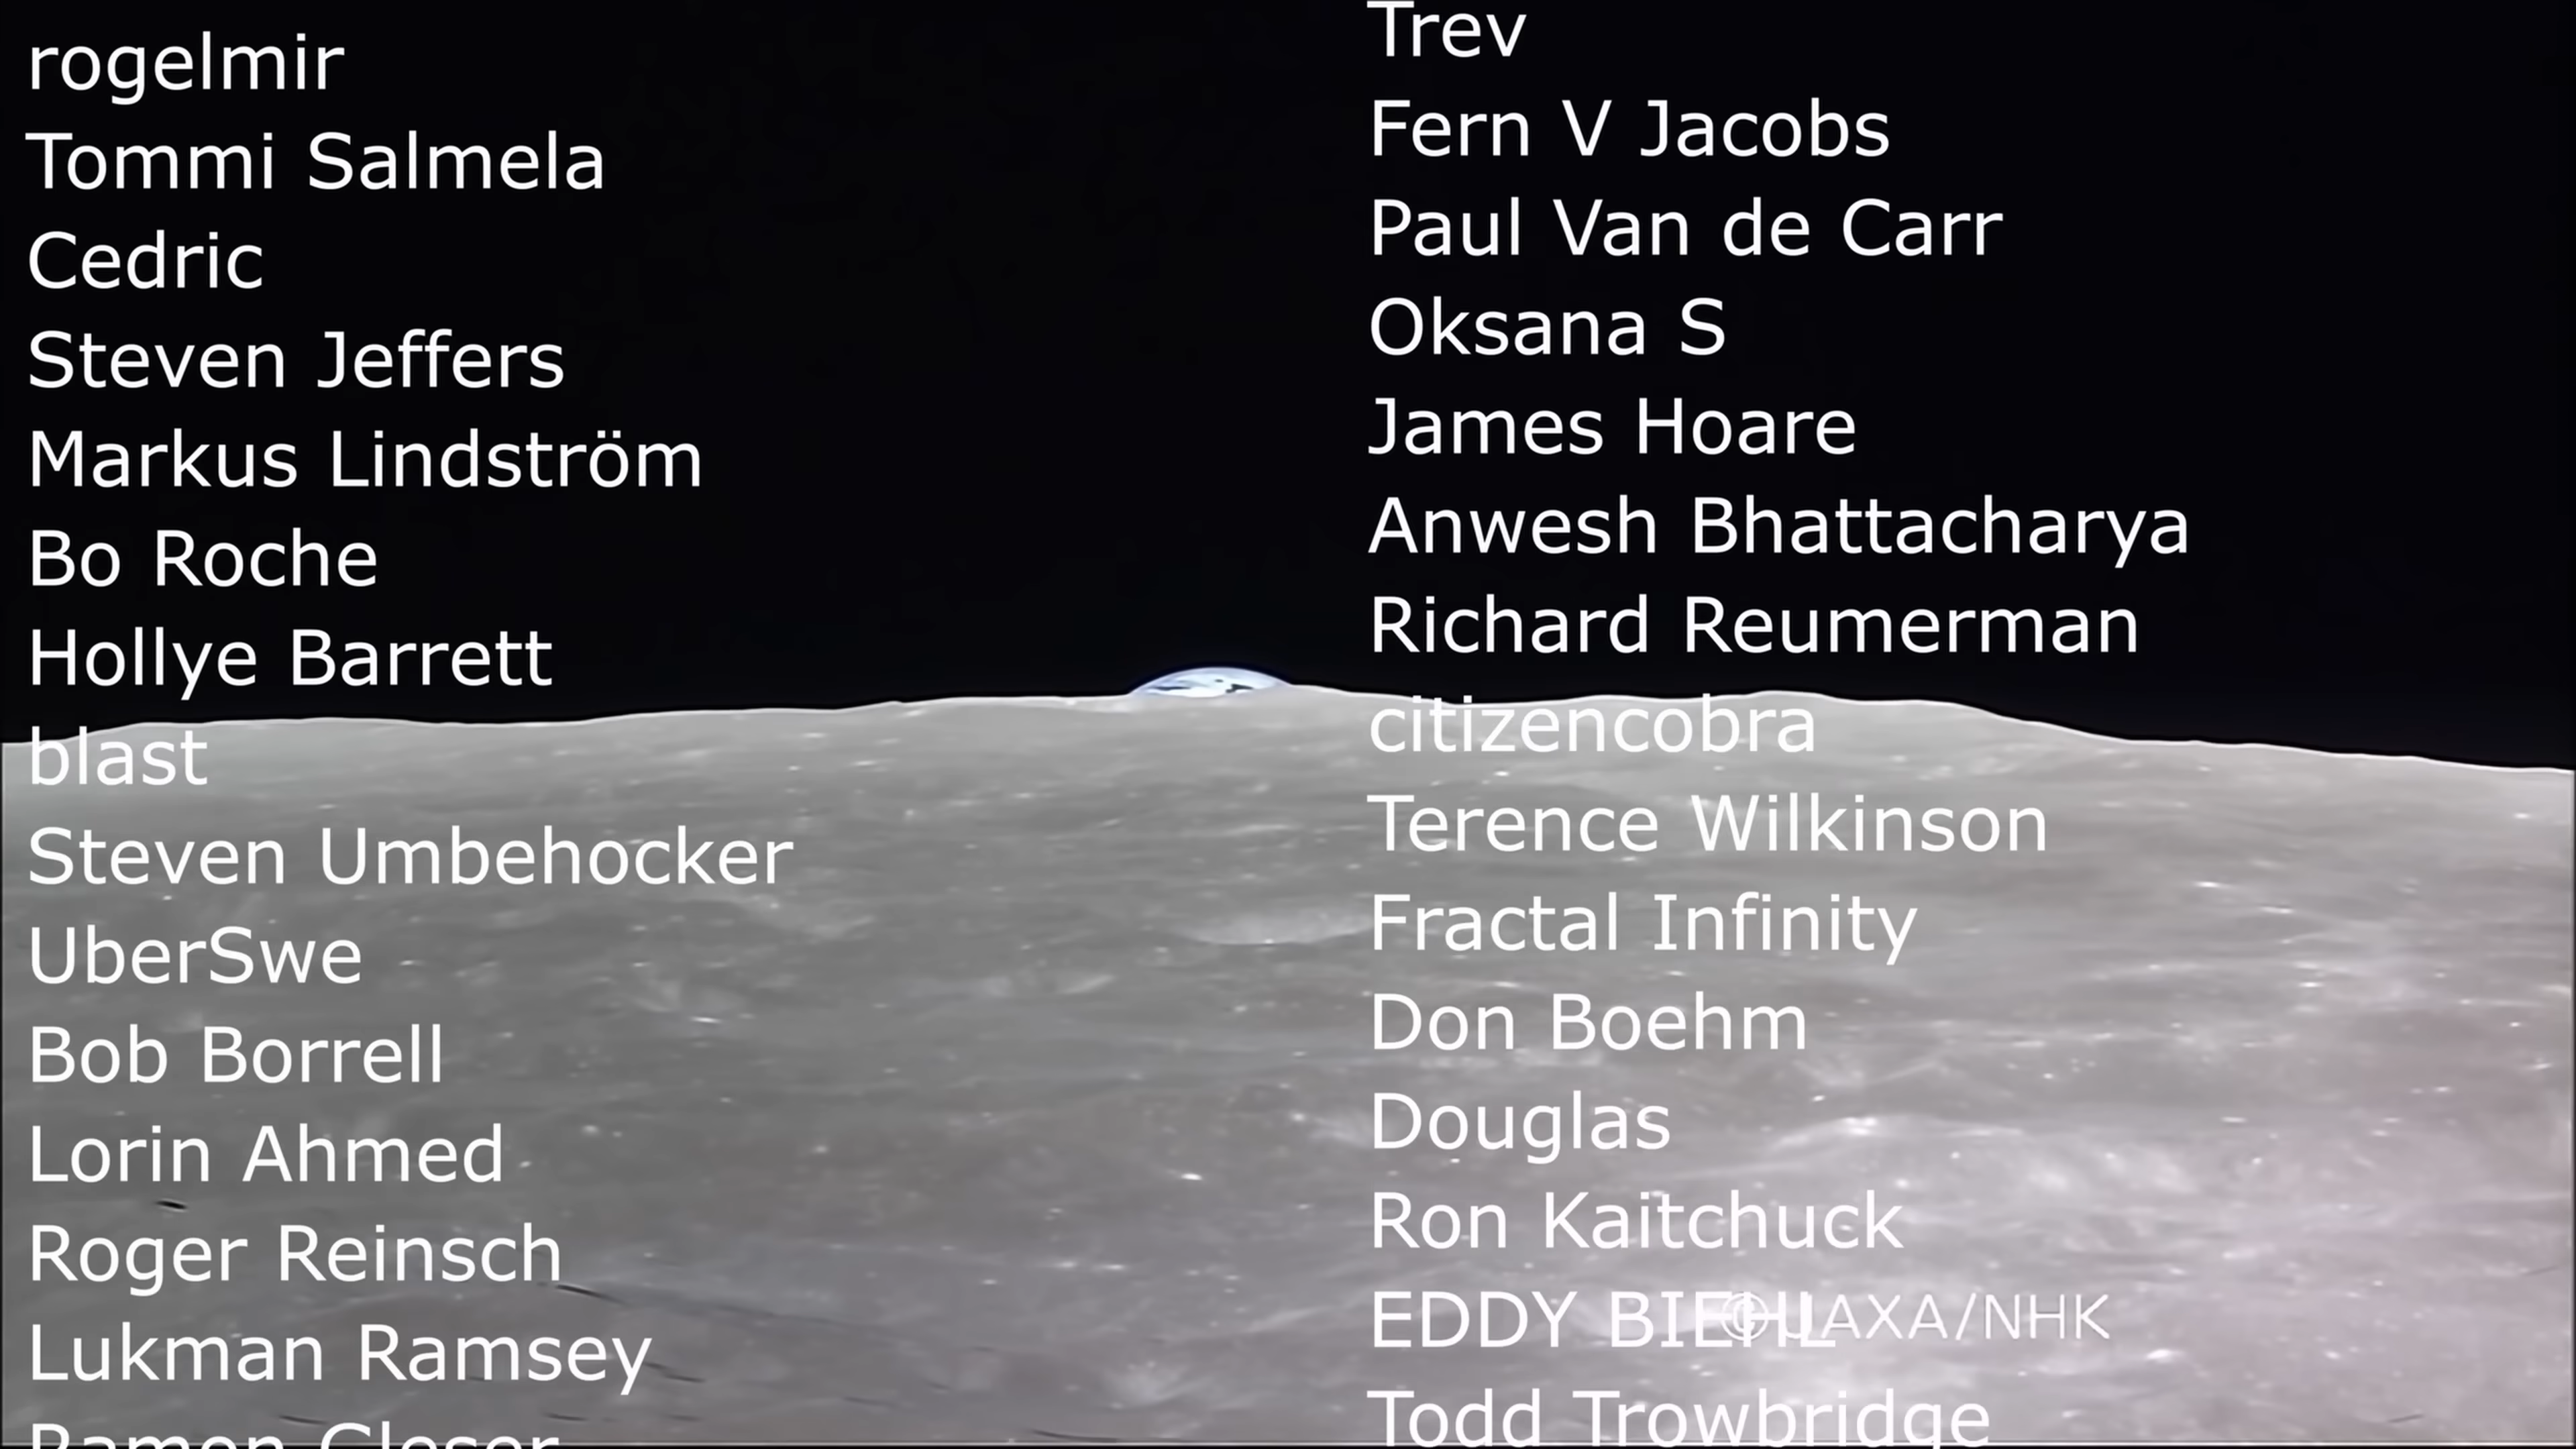 rogelmir
Tommi Salmela
Cedric
Steven Jeffers
Markus Lindström
Bo Roche
Hollye Barrett
blast
Steven Umbehocker
UberSwe
Bob Borrell
Lorin Ahmed
Roger Reinsch
Lukman Ramsey
Trev
Fern V Jacobs
Paul Van de Carr
Oksana S
James Hoare
Anwesh Bhattacharya
Richard Reumerman
citizencobra
Terence Wilkinson
Fractal Infinity
Don Boehm
Douglas
Ron Kaitchuck
EDDY BIEHL
©JAXA/NHK
Todd Trowbridge